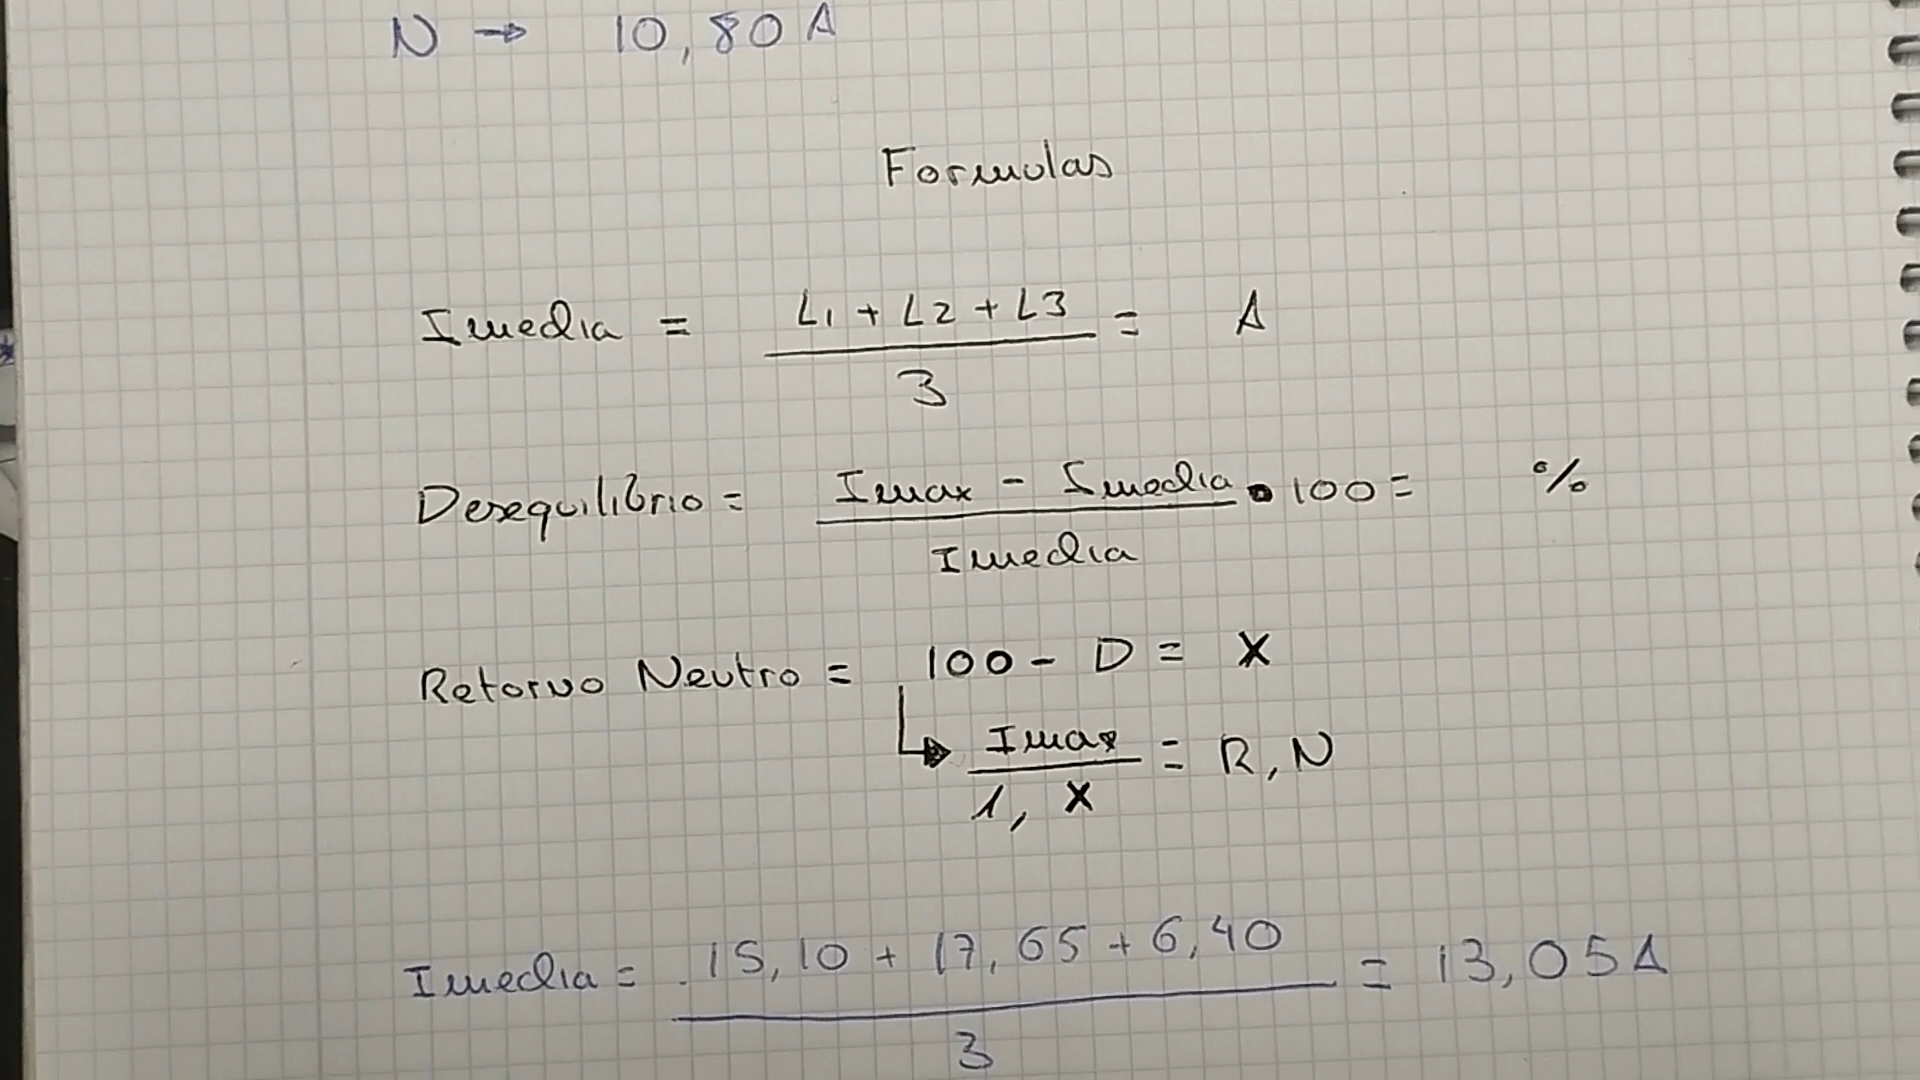 N → 10,80 A
Formulas
Imedia = L1 + L2 + L3 = A
3
Desequilibrio = Imax - Imedia • 100 = %
Imedia
Retorno Neutro = 100 - D = X
Imax = R,N
1, X
Imedia = 15,10 + 17,65 + 6,40 = 13,05A
3